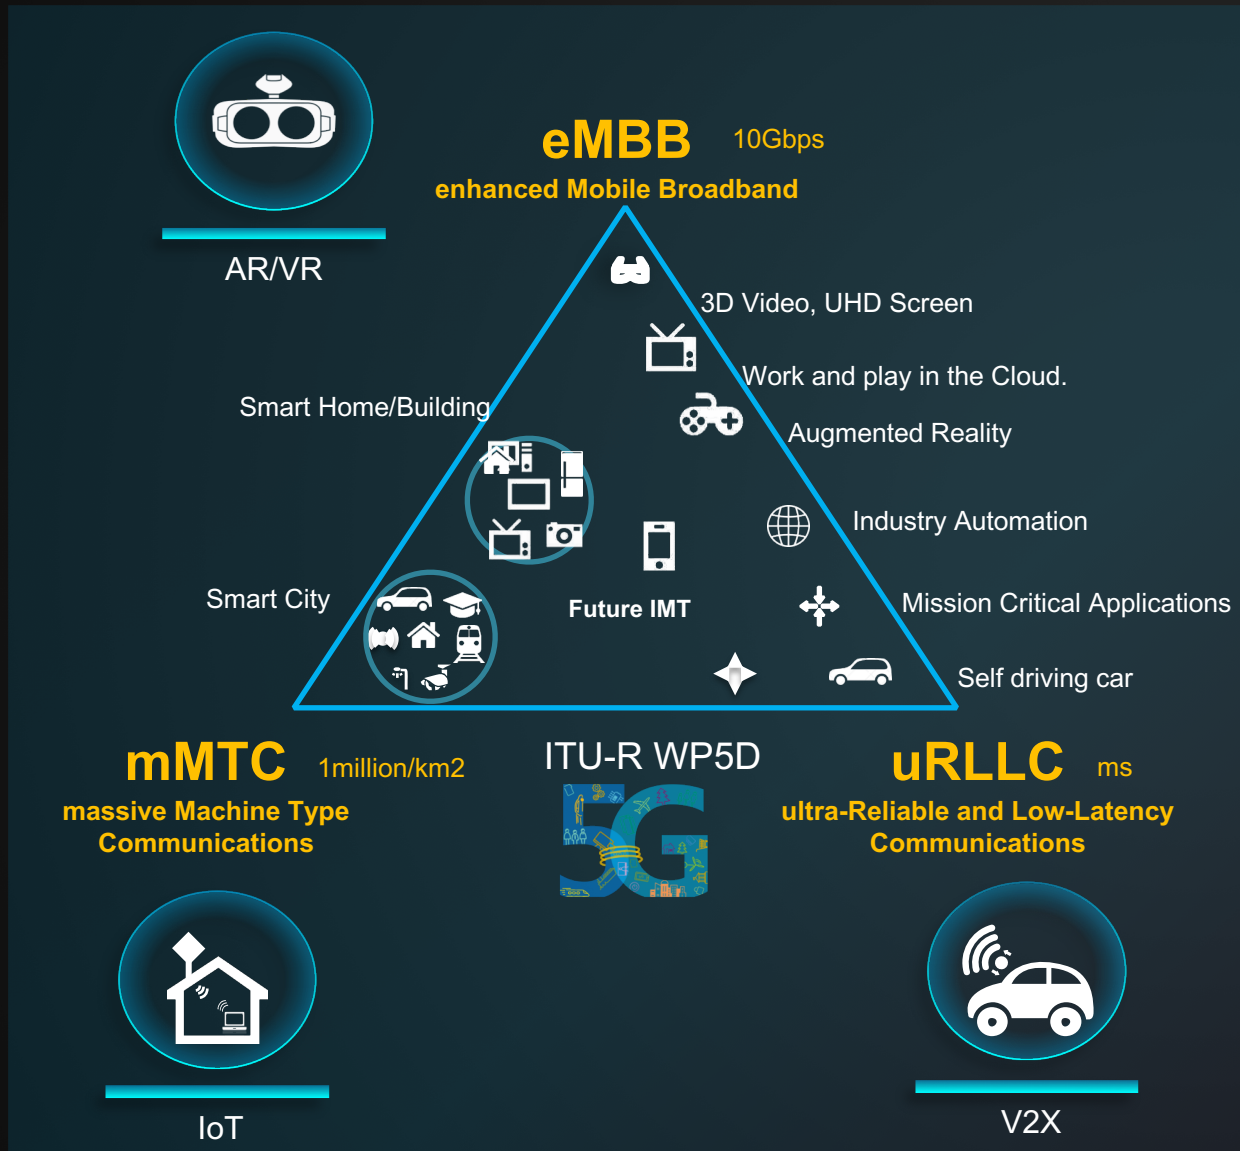 eMBB 10Gbps
enhanced Mobile Broadband
AR/VR
3D Video, UHD Screen
Work and play in the Cloud.
Smart Home/Building
Augmented Reality
Industry Automation
Smart City
Future IMT
Mission Critical Applications
Self driving car
mMTC 1million/km2
massive Machine Type
Communications
ITU-R WP5D
5G
uRLLC ms
ultra-Reliable and Low-Latency
Communications
IoT
V2X